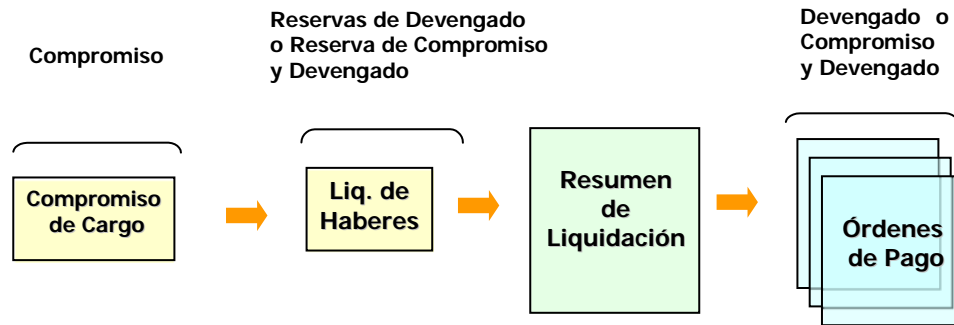 Compromiso
Reservas de Devengado
o Reserva de Compromiso
y Devengado
Devengado o
Compromiso
y Devengado
Compromiso
de Cargo
Liq. de
Haberes
Resumen
de
Liquidación
Órdenes
de Pago